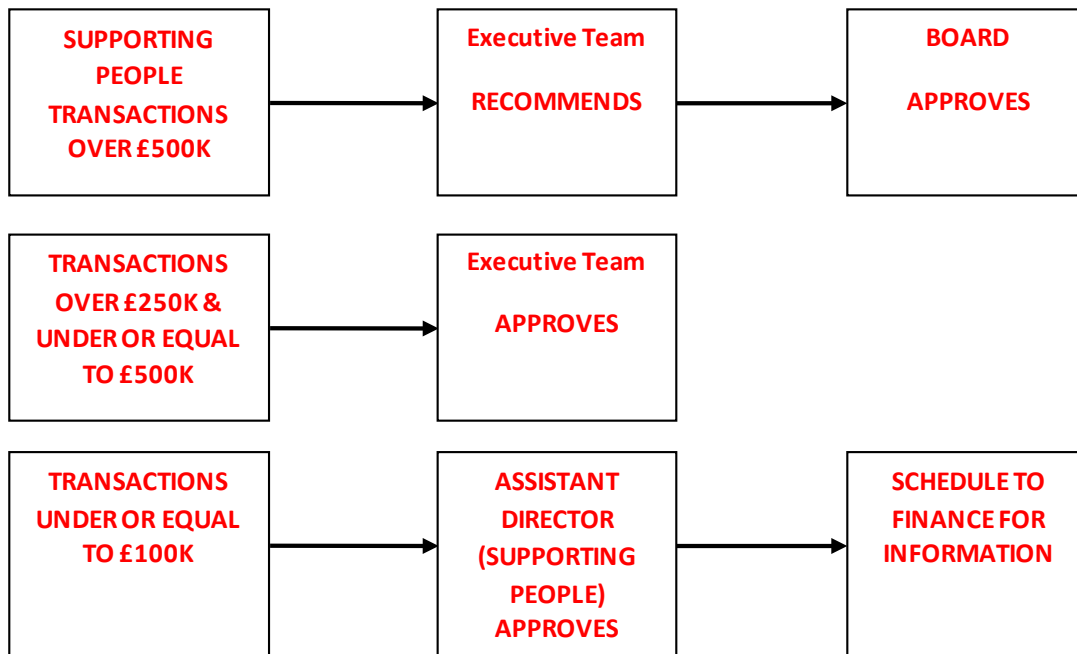 SUPPORTING
PEOPLE
TRANSACTIONS
OVER £500K
Executive Team
RECOMMENDS
BOARD
APPROVES
TRANSACTIONS
OVER £250K &
UNDER OR EQUAL
TO £500K
Executive Team
APPROVES
TRANSACTIONS
UNDER OR EQUAL
TO £100K
ASSISTANT
DIRECTOR
(SUPPORTING
PEOPLE)
APPROVES
SCHEDULE TO
FINANCE FOR
INFORMATION